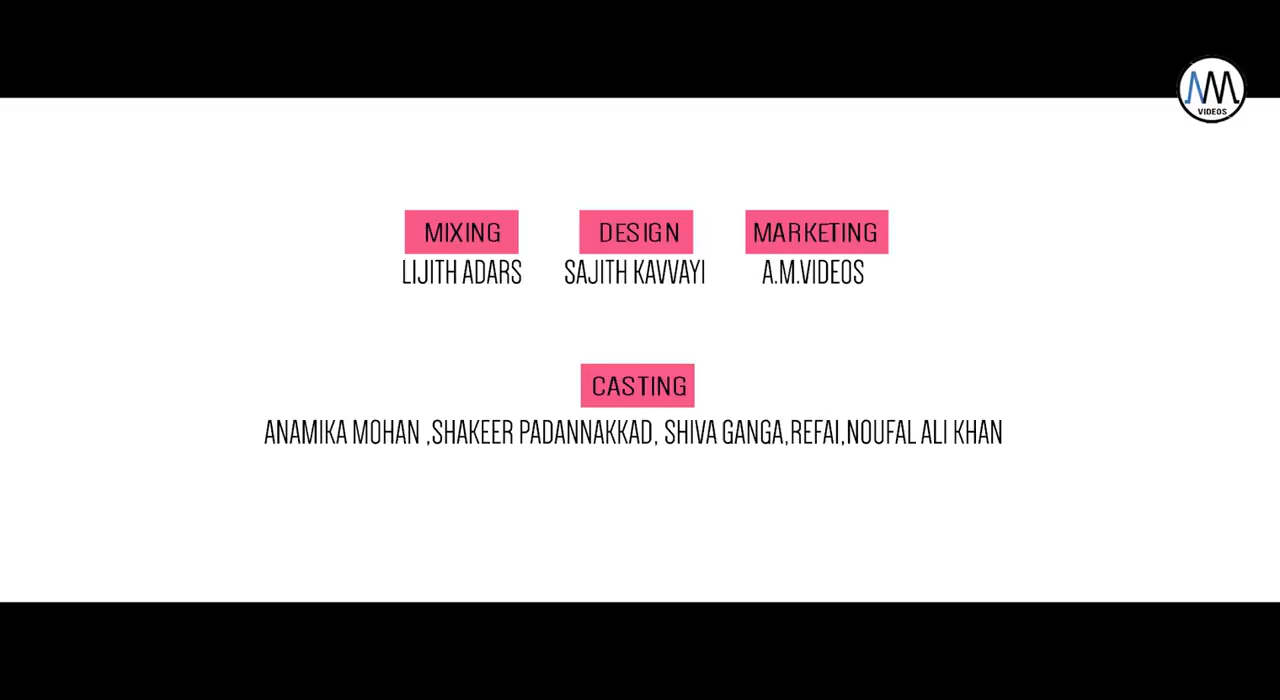 VIDEOS
MIXING DESIGN MARKETING
LIJITH ADARS SAJITH KAVVAYI A.M.VIDEOS
CASTING
ANAMIKA MOHAN ,SHAKEER PADANNAKKAD, SHIVA GANGA,REFAI,NOUFAL ALI KHAN